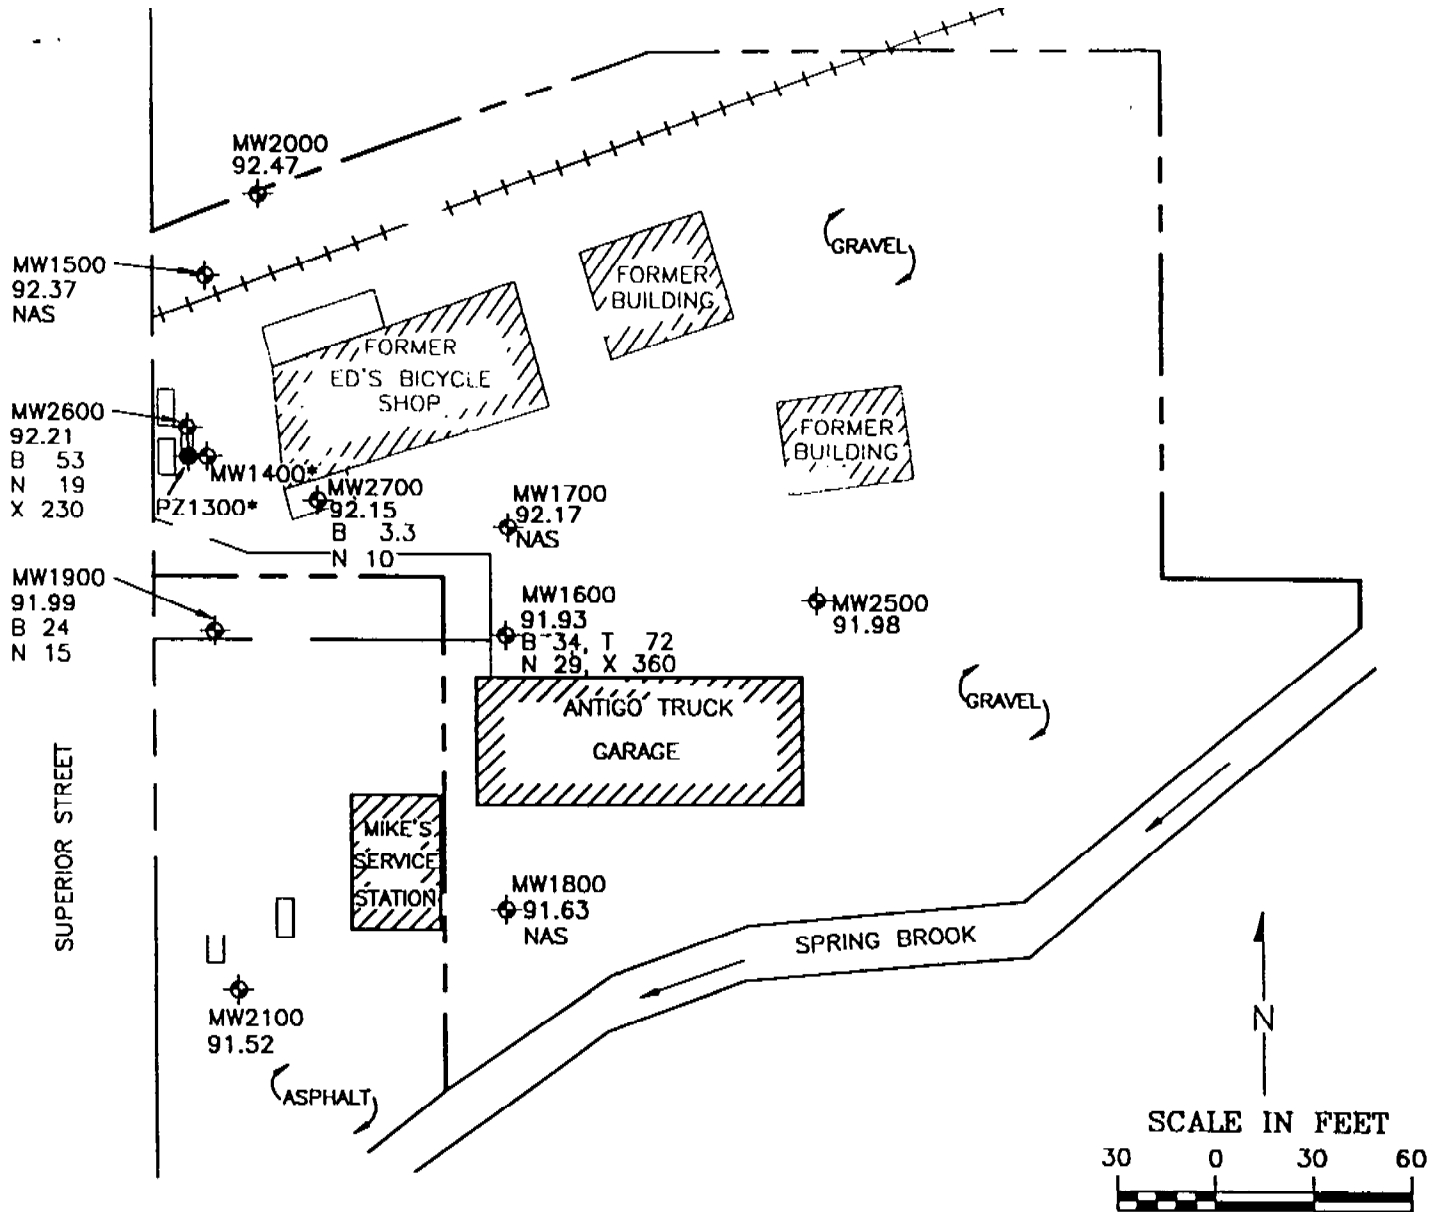 MW2000
92.47
MW1500
92.37
NAS
GRAVEL
FORMER
BUILDING
FORMER
ED'S BICYCLE
SHOP
MW2600
92.21
B 53
N 19
X 230
MW1400*
PZ1300*
MW2700
92.15
B 3.3
N 10
MW1700
92.17
NAS
FORMER
BUILDING
MW1900
91.99
B 24
N 15
MW1600
91.93
B 34, T 72
N 29, X 360
MW2500
91.98
GRAVEL
ANTIGO TRUCK
GARAGE
SUPERIOR STREET
MIKE'S
SERVICE
STATION
MW1800
91.63
NAS
SPRING BROOK
MW2100
91.52
ASPHALT
N
SCALE IN FEET
30 0 30 60